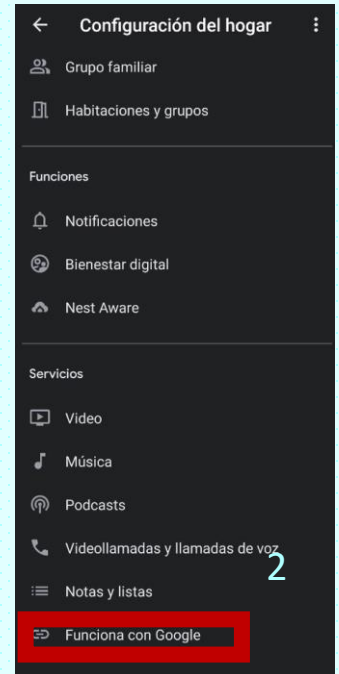 Configuración del hogar
Grupo familiar
Habitaciones y grupos
Funciones
Notificaciones
Bienestar digital
Nest Aware
Servicios
Video
Música
Podcasts
Videollamadas y llamadas de voz
2
Notas y listas
Funciona con Google